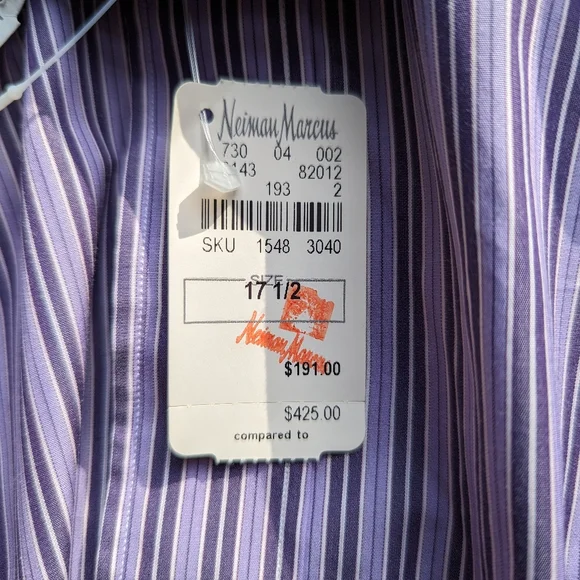 Neiman Marcus
730 04 002
143 82012
193 2
SKU 1548 3040
SIZE
17 1/2
Neiman Marcus
$191.00
$425.00
compared to